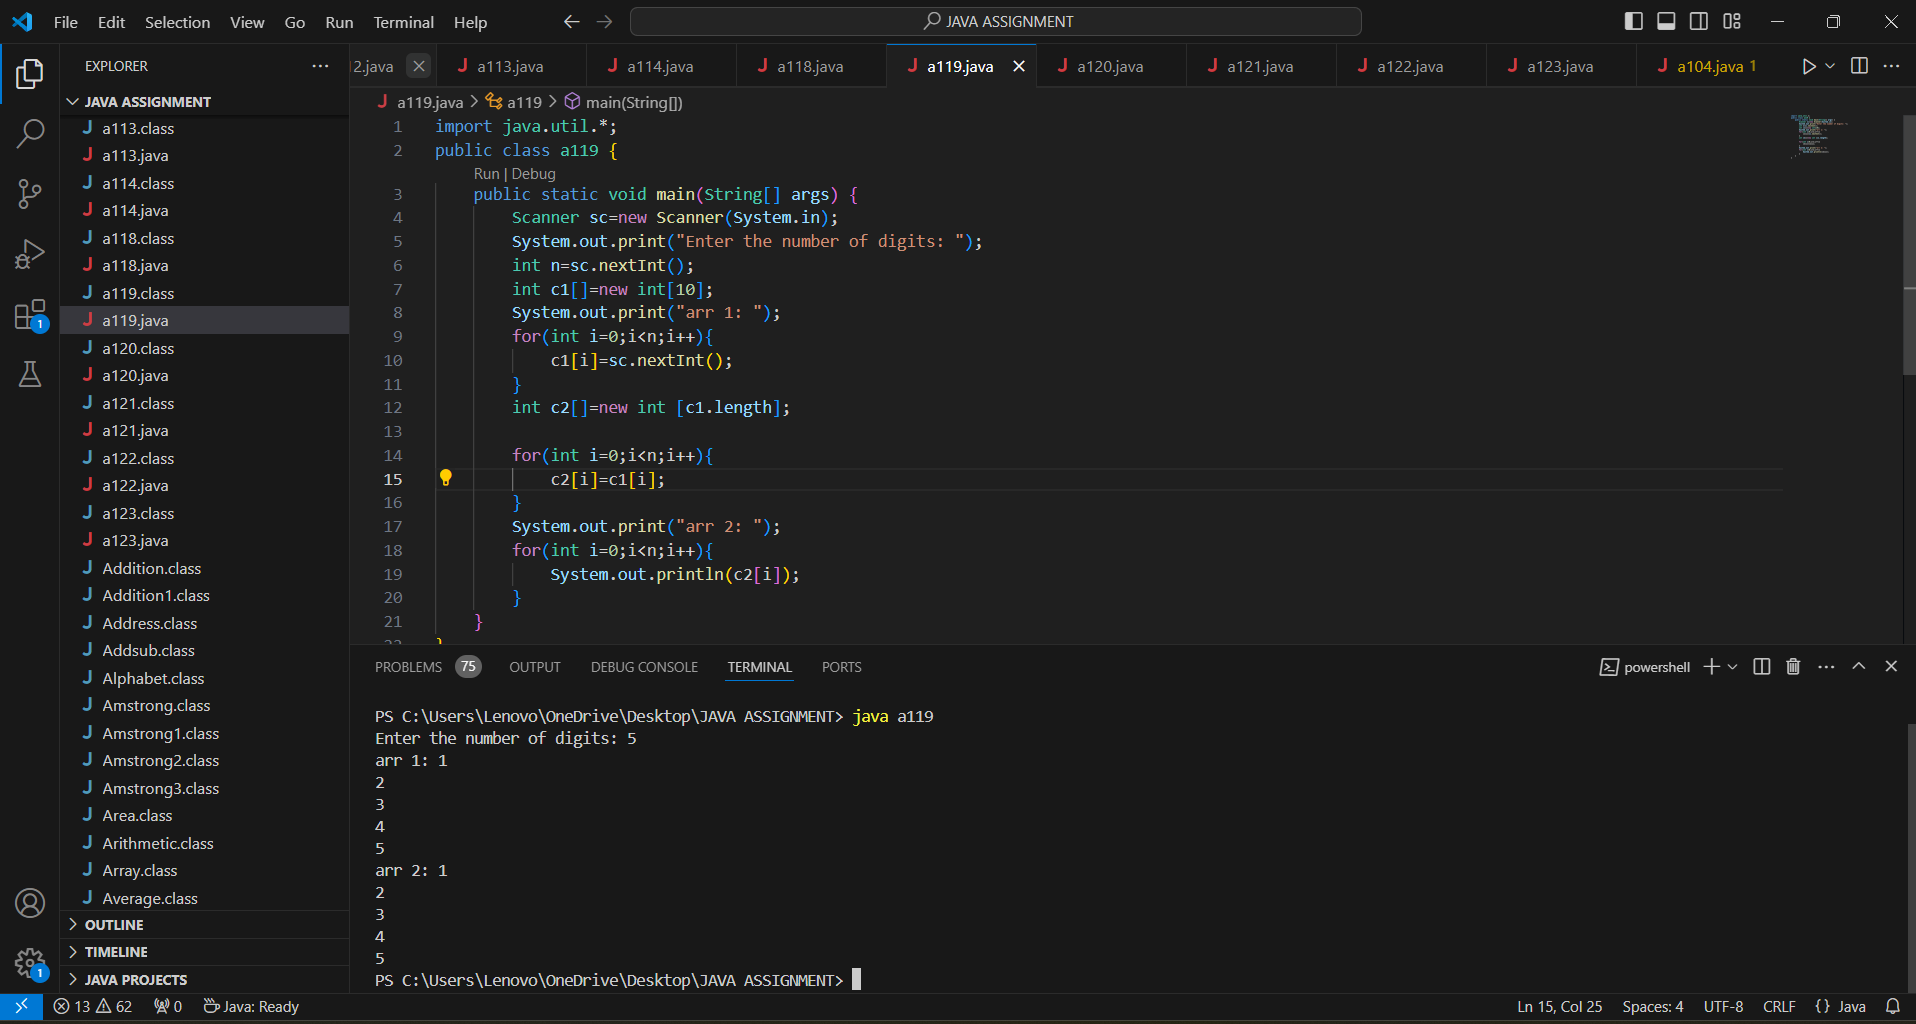 File Edit Selection View Go Run Terminal Help
JAVA ASSIGNMENT
EXPLORER
JAVA ASSIGNMENT
a113.class
a113.java
a114.class
a114.java
a118.class
a118.java
a119.class
a119.java
a120.class
a120.java
a121.class
a121.java
a122.class
a122.java
a123.class
a123.java
Addition.class
Addition1.class
Address.class
Addsub.class
Alphabet.class
Amstrong.class
Amstrong1.class
Amstrong2.class
Amstrong3.class
Area.class
Arithmetic.class
Array.class
Average.class
OUTLINE
TIMELINE
JAVA PROJECTS
12.java a113.java a114.java a118.java a119.java a120.java a121.java a122.java a123.java a104.java 1
a119.java > a119 > main(String[])
1 import java.util.*;
2 public class a119 {
Run | Debug
3 public static void main(String[] args) {
4 Scanner sc=new Scanner(System.in);
5 System.out.print("Enter the number of digits: ");
6 int n=sc.nextInt();
7 int c1[]=new int[10];
8 System.out.print("arr 1: ");
9 for(int i=0;i<n;i++){
10 c1[i]=sc.nextInt();
11 }
12 int c2[]=new int [c1.length];
13
14 for(int i=0;i<n;i++){
15 c2[i]=c1[i];
16 }
17 System.out.print("arr 2: ");
18 for(int i=0;i<n;i++){
19 System.out.println(c2[i]);
20 }
21 }
22 }
PROBLEMS 75 OUTPUT DEBUG CONSOLE TERMINAL PORTS powershell
PS C:\Users\Lenovo\OneDrive\Desktop\JAVA ASSIGNMENT> java a119
Enter the number of digits: 5
arr 1: 1
2
3
4
5
arr 2: 1
2
3
4
5
PS C:\Users\Lenovo\OneDrive\Desktop\JAVA ASSIGNMENT>
1
1
13 62 0 Java: Ready Ln 15, Col 25 Spaces: 4 UTF-8 CRLF {} Java